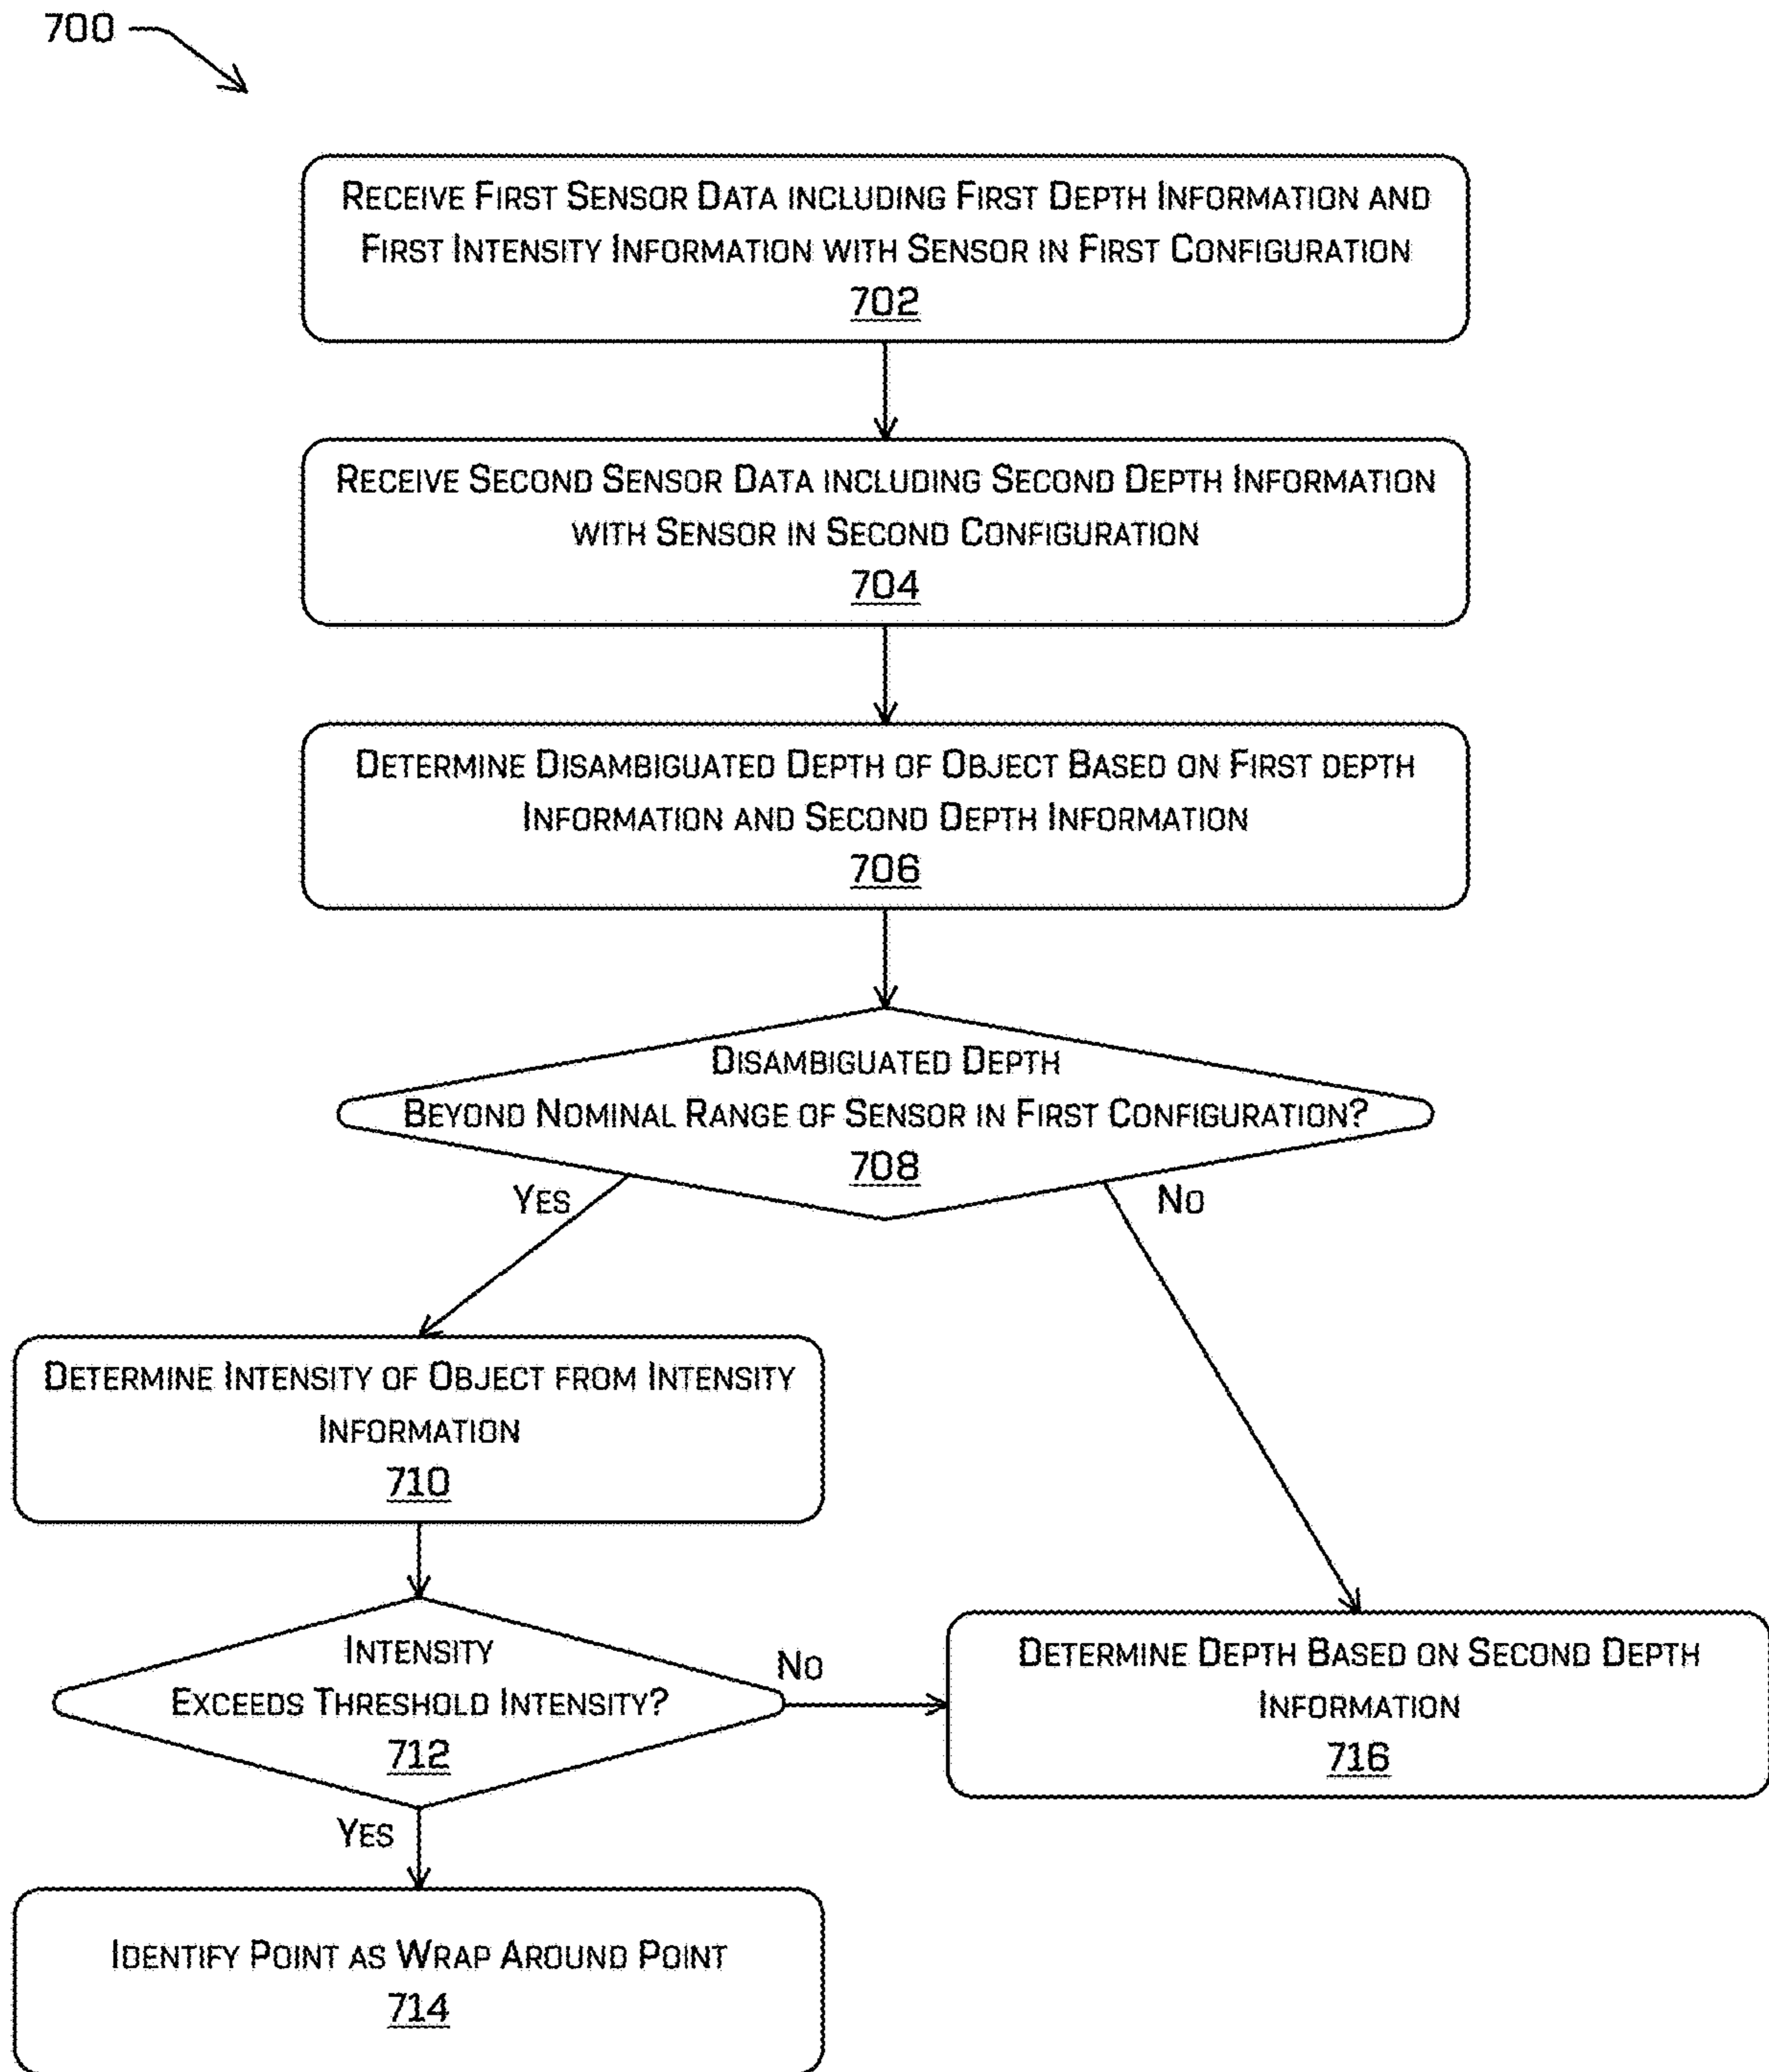 700
Receive First Sensor Data including First Depth Information and
First Intensity Information with Sensor in First Configuration
702
Receive Second Sensor Data including Second Depth Information
with Sensor in Second Configuration
704
Determine Disambiguated Depth of Object Based on First depth
Information and Second Depth Information
706
Disambiguated Depth
Beyond Nominal Range of Sensor in First Configuration?
708
Yes
No
Determine Intensity of Object from Intensity
Information
710
Intensity
Exceeds Threshold Intensity?
712
No
Determine Depth Based on Second Depth
Information
716
Yes
Identify Point as Wrap Around Point
714